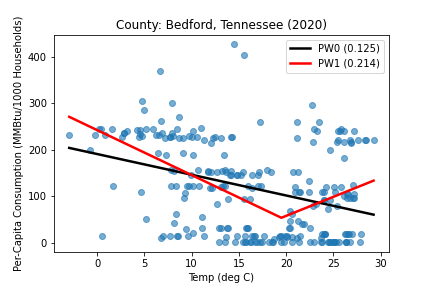 County: Bedford, Tennessee (2020)
PW0 (0.125)
PW1 (0.214)
Per-Capita Consumption (MMBtu/1000 Households)
400
300
200
100
0
0 5 10 15 20 25 30
Temp (deg C)